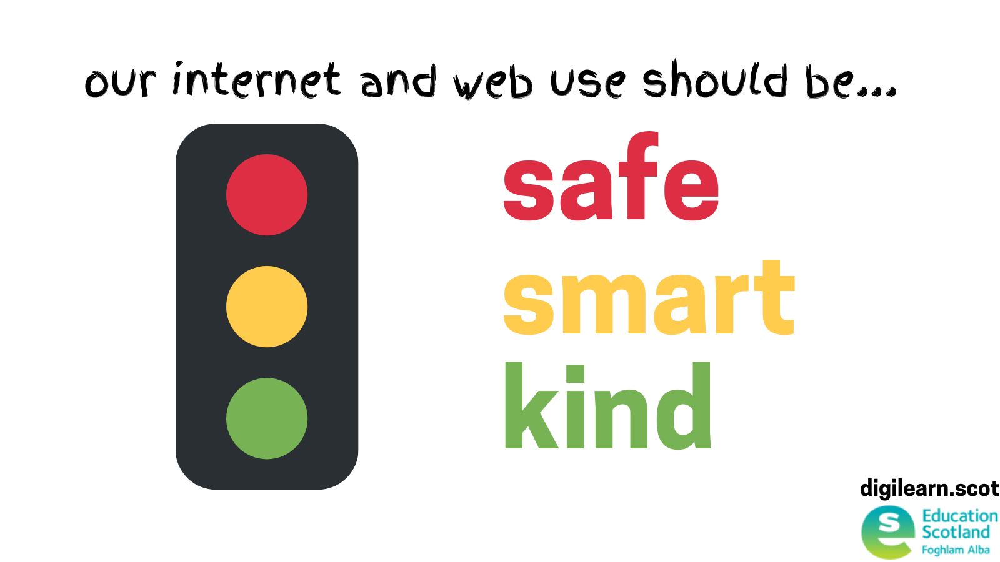 our internet and web use should be...
safe
smart
kind
digilearn.scot
Education
Scotland
Foghlam Alba